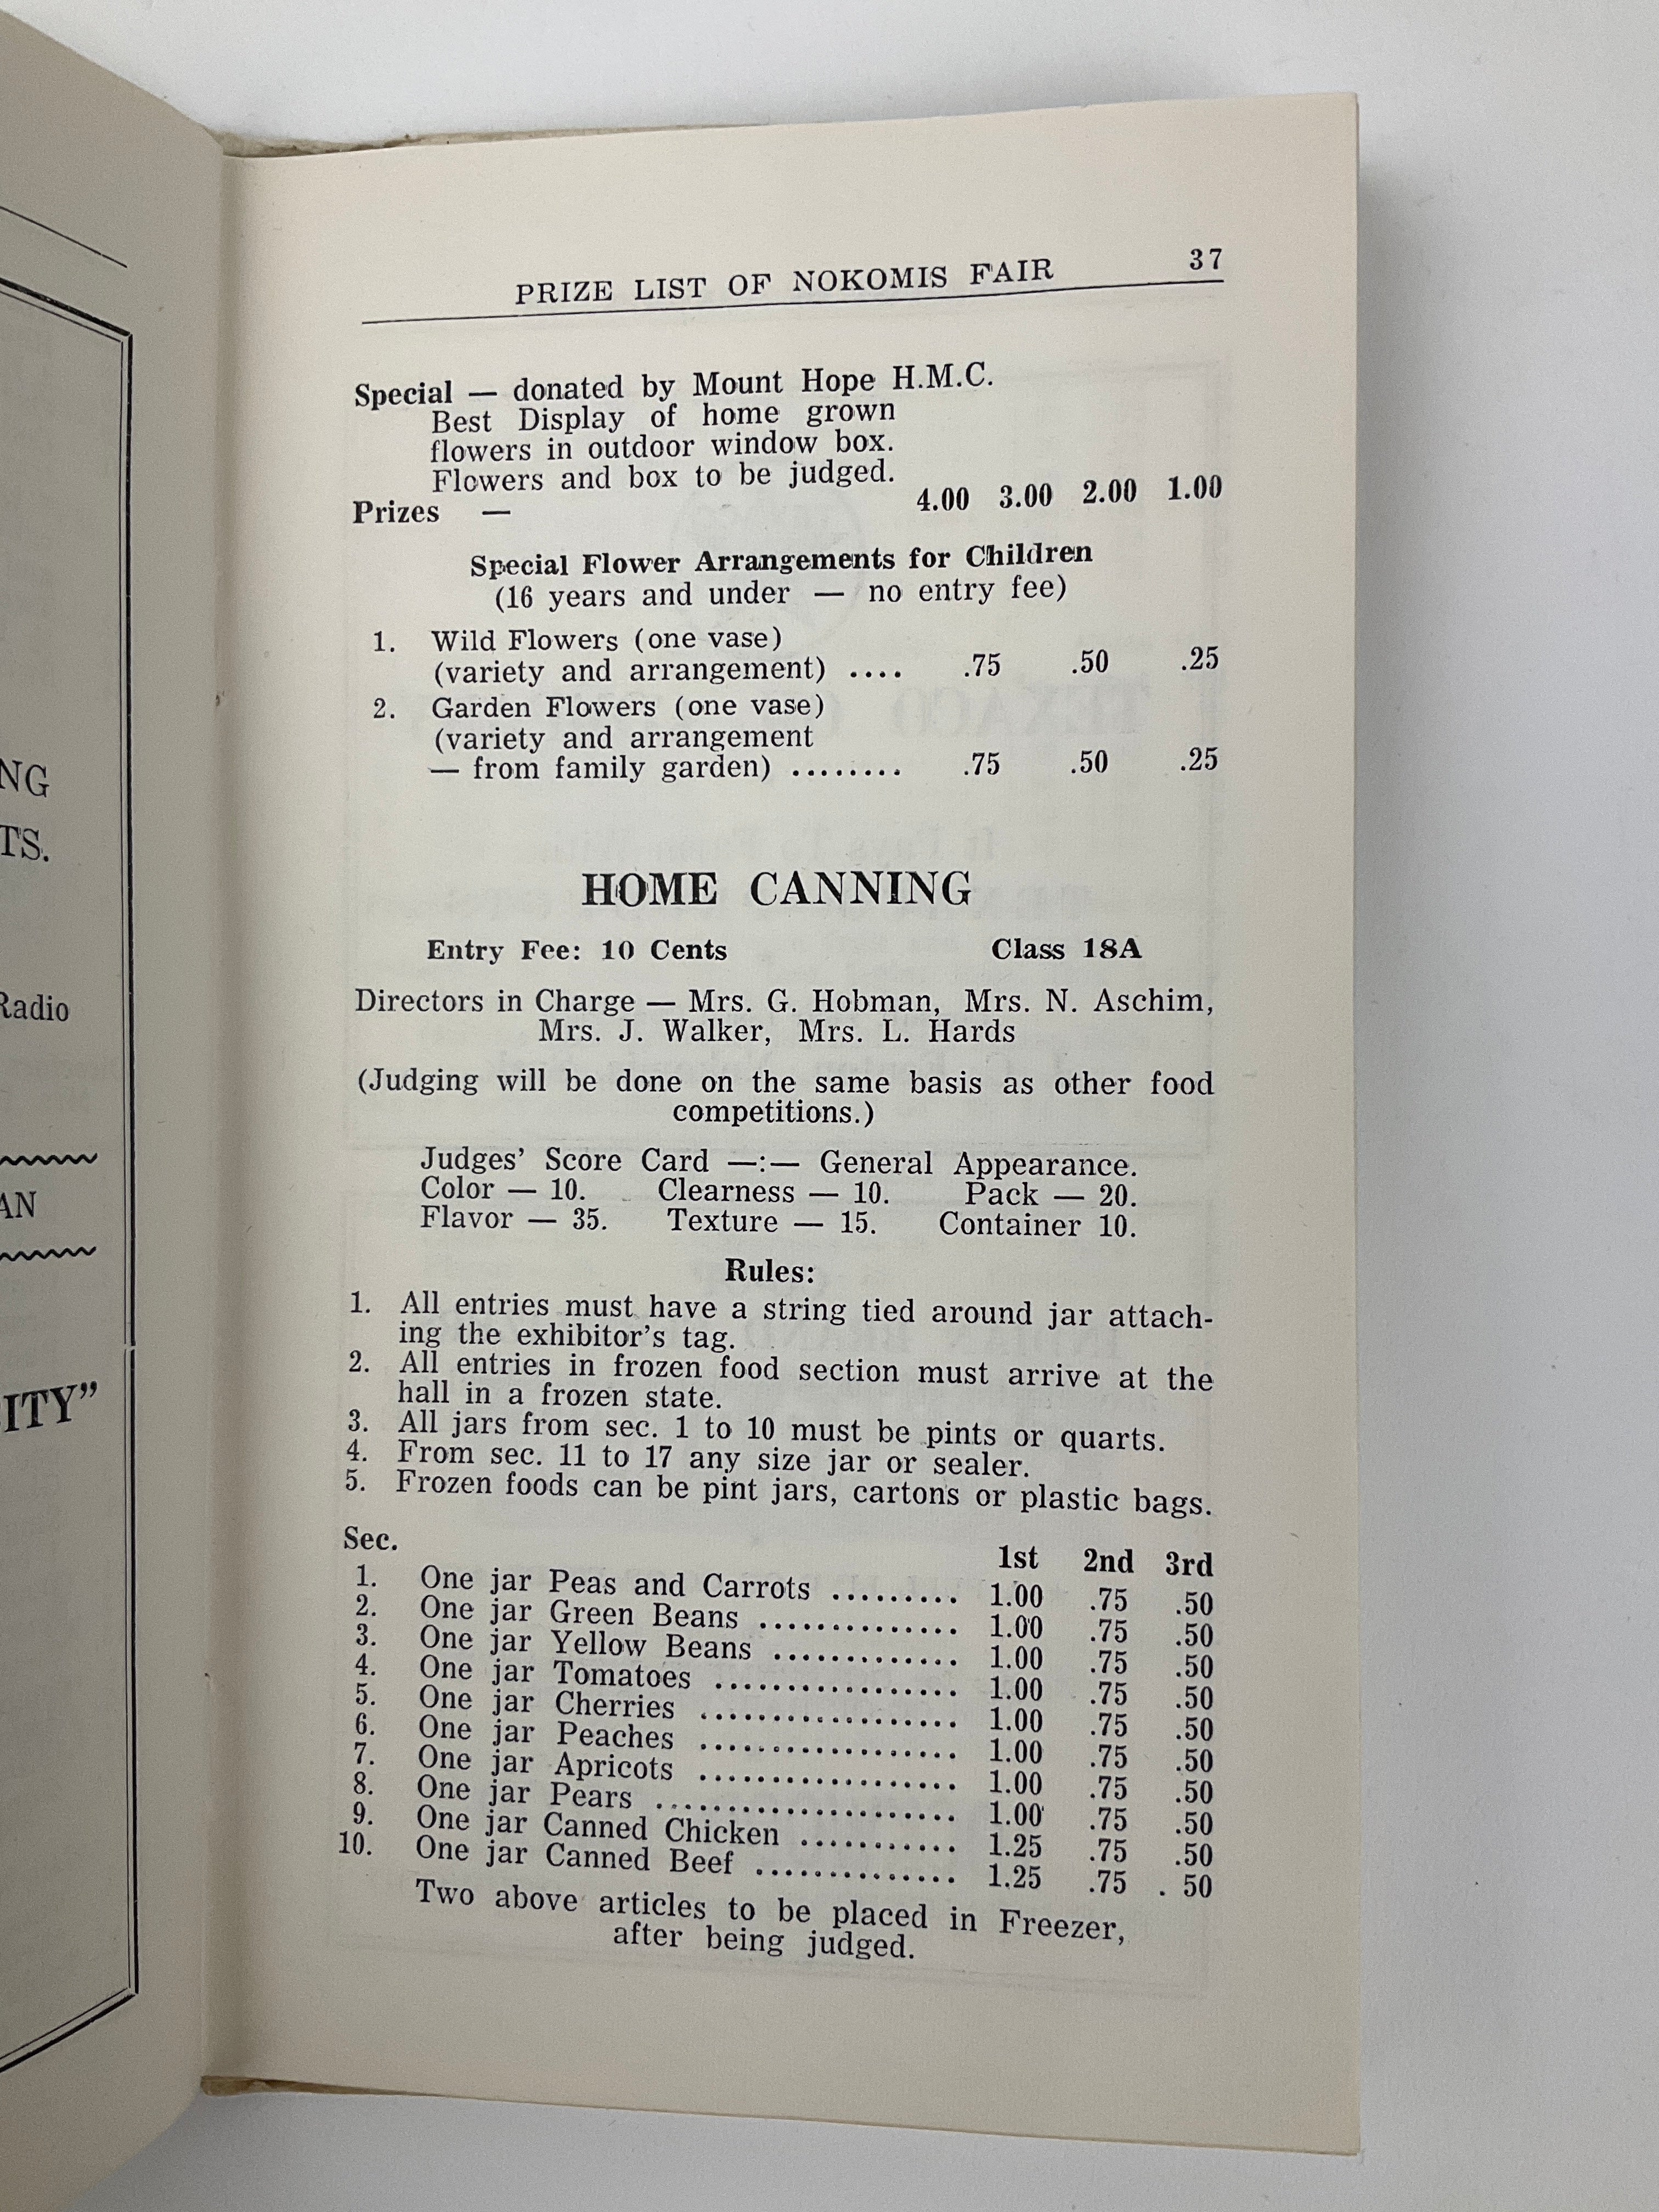 NG
TS.
Radio
AN
ITY”
PRIZE LIST OF NOKOMIS FAIR 37
Special — donated by Mount Hope H.M.C.
Best Display of home grown
flowers in outdoor window box.
Flowers and box to be judged.
Prizes — 4.00 3.00 2.00 1.00
Special Flower Arrangements for Children
(16 years and under — no entry fee)
1. Wild Flowers (one vase)
(variety and arrangement) .... .75 .50 .25
2. Garden Flowers (one vase)
(variety and arrangement
— from family garden) ........ .75 .50 .25
HOME CANNING
Entry Fee: 10 Cents Class 18A
Directors in Charge — Mrs. G. Hobman, Mrs. N. Aschim,
Mrs. J. Walker, Mrs. L. Hards
(Judging will be done on the same basis as other food
competitions.)
Judges’ Score Card —:— General Appearance.
Color — 10. Clearness — 10. Pack — 20.
Flavor — 35. Texture — 15. Container 10.
Rules:
1. All entries must have a string tied around jar attach-
ing the exhibitor’s tag.
2. All entries in frozen food section must arrive at the
hall in a frozen state.
3. All jars from sec. 1 to 10 must be pints or quarts.
4. From sec. 11 to 17 any size jar or sealer.
5. Frozen foods can be pint jars, cartons or plastic bags.
Sec. 1st 2nd 3rd
1. One jar Peas and Carrots ......... 1.00 .75 .50
2. One jar Green Beans .............. 1.00 .75 .50
3. One jar Yellow Beans ............. 1.00 .75 .50
4. One jar Tomatoes ................. 1.00 .75 .50
5. One jar Cherries .................. 1.00 .75 .50
6. One jar Peaches .................. 1.00 .75 .50
7. One jar Apricots .................. 1.00 .75 .50
8. One jar Pears ..................... 1.00 .75 .50
9. One jar Canned Chicken ........... 1.25 .75 .50
10. One jar Canned Beef .............. 1.25 .75 . 50
Two above articles to be placed in Freezer,
after being judged.